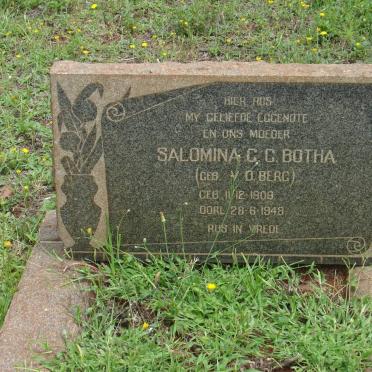 HIER RUS
MY GELIEFDE EGGENOTE
EN ONS MOEDER
SALOMINA C. C. BOTHA
(GEB. V. D. BERG)
GEB. 11-12-1909
OORL. 28-6-1949
RUS IN VREDE